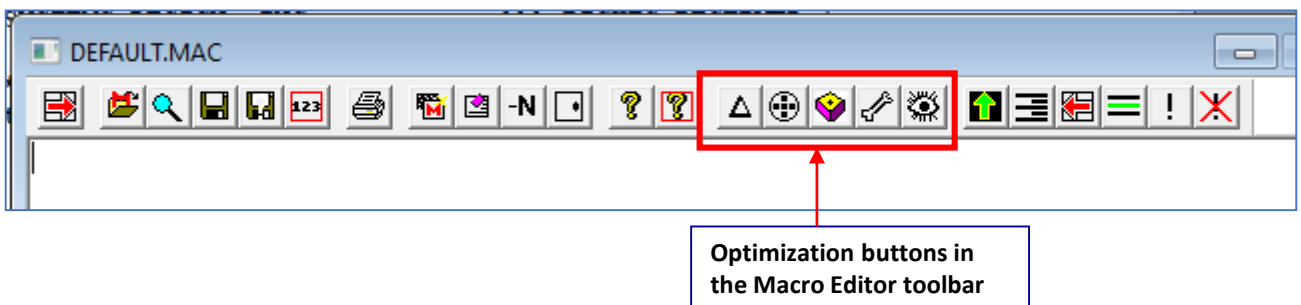 DEFAULT.MAC
123
M
-N
?
?
Δ
!
Optimization buttons in
the Macro Editor toolbar